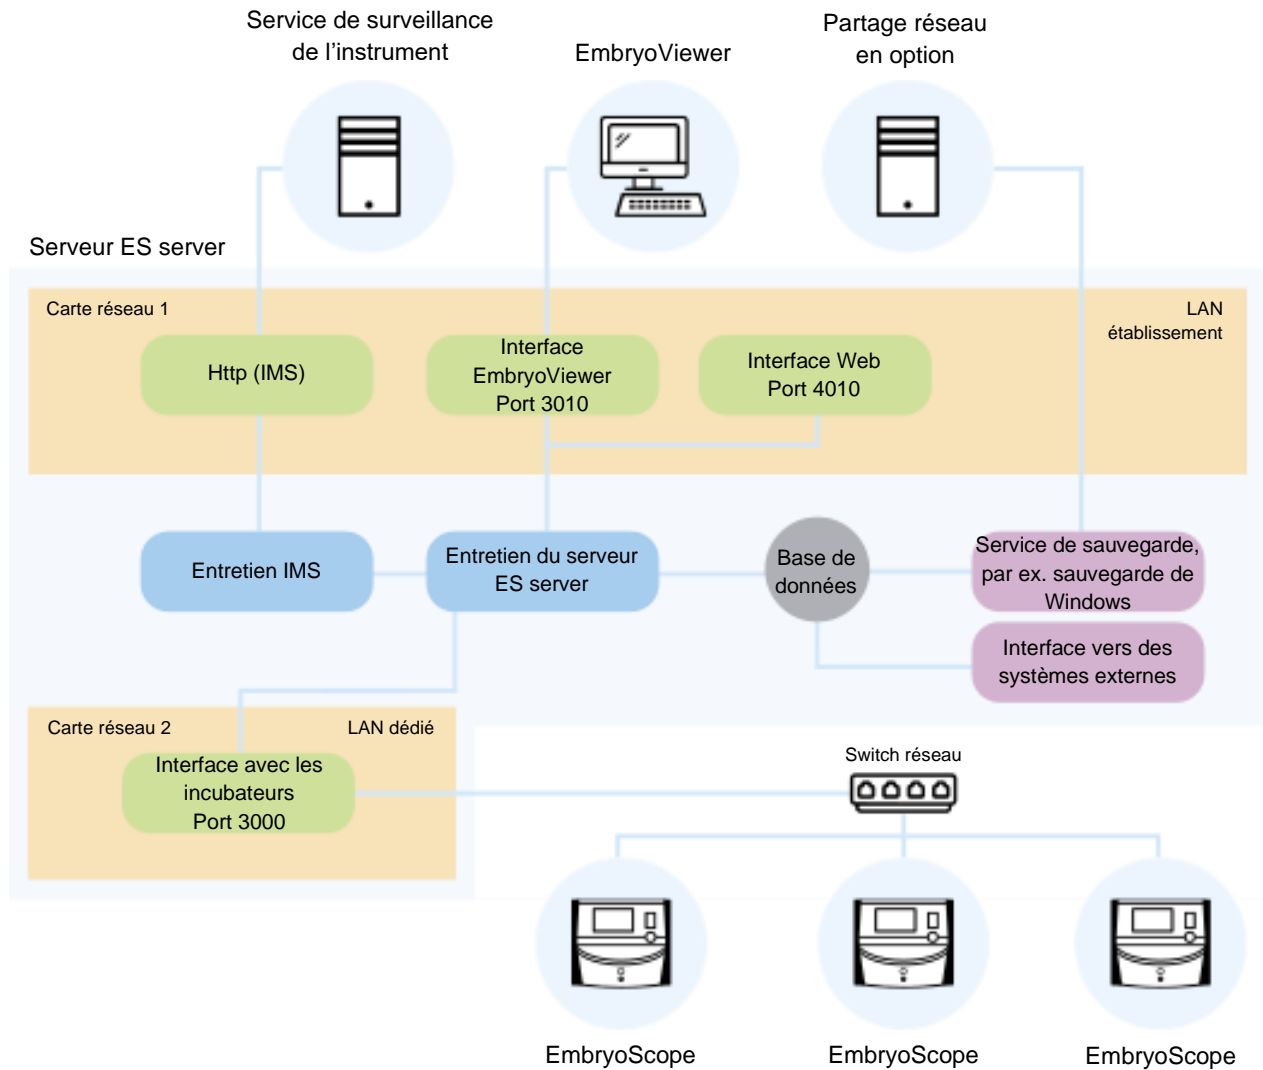 Service de surveillance
de l'instrument
EmbryoViewer
Partage réseau
en option
Serveur ES server
Carte réseau 1
LAN
établissement
Http (IMS)
Interface
EmbryoViewer
Port 3010
Interface Web
Port 4010
Entretien IMS
Entretien du serveur
ES server
Base de
données
Service de sauvegarde,
par ex. sauvegarde de
Windows
Interface vers des
systèmes externes
Carte réseau 2
LAN dédié
Interface avec les
incubateurs
Port 3000
Switch réseau
EmbryoScope
EmbryoScope
EmbryoScope